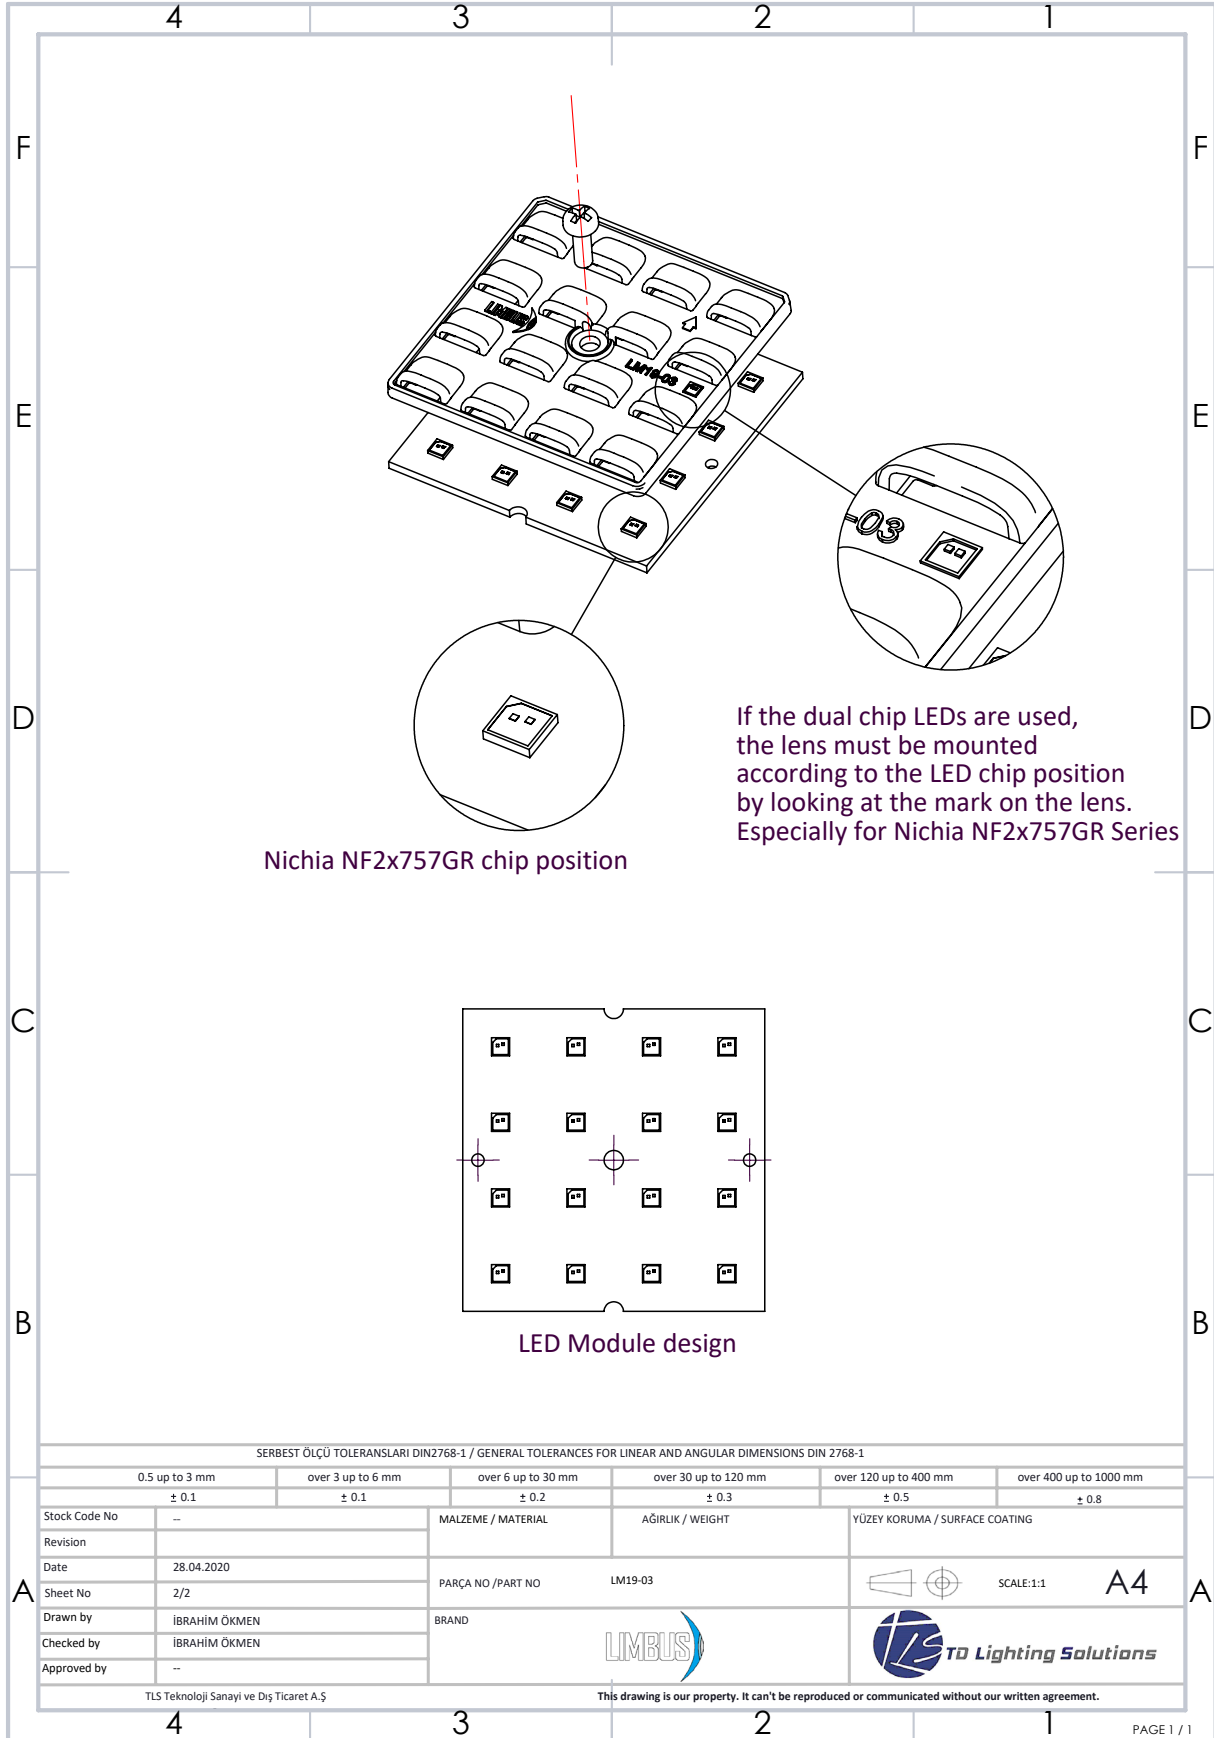 4 3 2 1
F F
LIMBUS
LM19-03
E E
-03
D D
If the dual chip LEDs are used,
the lens must be mounted
according to the LED chip position
by looking at the mark on the lens.
Especially for Nichia NF2x757GR Series
Nichia NF2x757GR chip position
C C
B B
LED Module design
SERBEST ÖLÇÜ TOLERANSLARI DIN2768-1 / GENERAL TOLERANCES FOR LINEAR AND ANGULAR DIMENSIONS DIN 2768-1
0.5 up to 3 mm over 3 up to 6 mm over 6 up to 30 mm over 30 up to 120 mm over 120 up to 400 mm over 400 up to 1000 mm
± 0.1 ± 0.1 ± 0.2 ± 0.3 ± 0.5 ± 0.8
Stock Code No -- MALZEME / MATERIAL AĞIRLIK / WEIGHT YÜZEY KORUMA / SURFACE COATING
Revision
Date 28.04.2020
A A
PARÇA NO /PART NO LM19-03 SCALE:1:1 A4
Sheet No 2/2
Drawn by İBRAHİM ÖKMEN BRAND
Checked by İBRAHİM ÖKMEN
LIMBUS
TLS TD Lighting Solutions
Approved by --
TLS Teknoloji Sanayi ve Dış Ticaret A.Ş This drawing is our property. It can't be reproduced or communicated without our written agreement.
4 3 2 1
PAGE 1 / 1